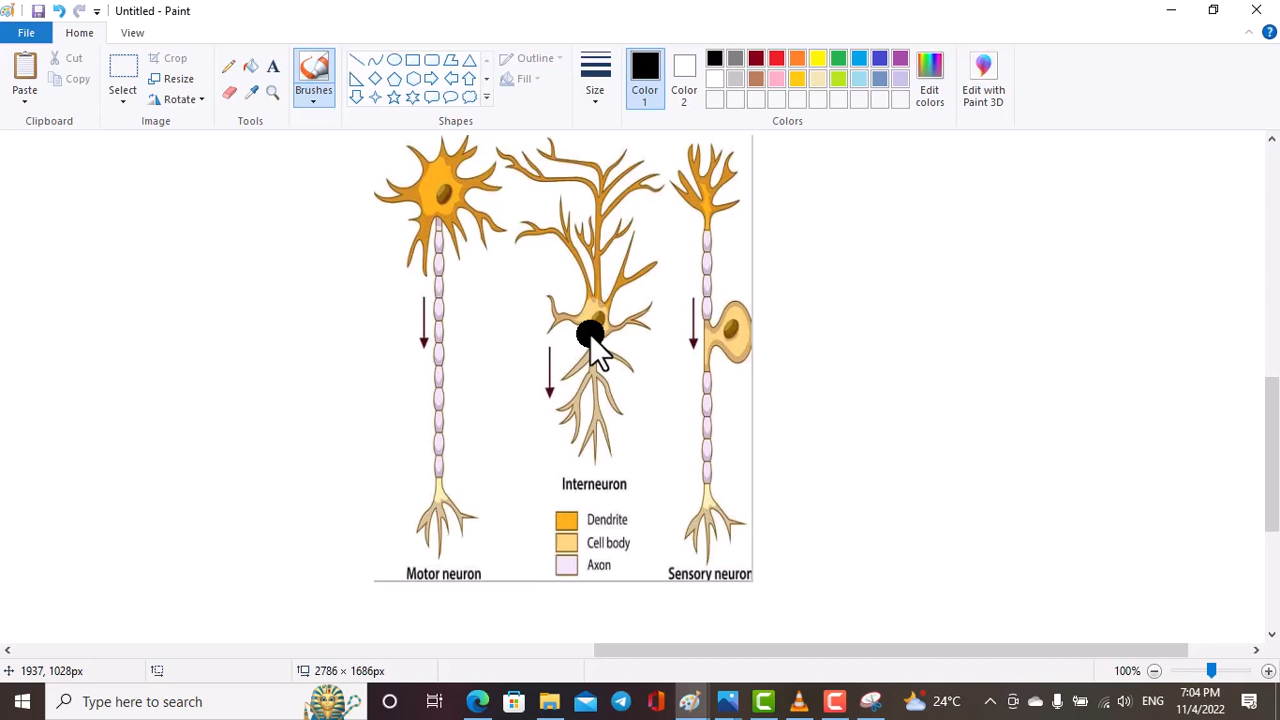 Untitled - Paint
File
Home
View
Paste
Cut
Copy
Clipboard
Select
Crop
Resize
Rotate
Image
A
Tools
Brushes
Outline
Fill
Shapes
Size
Color 1
Color 2
Edit colors
Colors
Edit with Paint 3D
Interneuron
Dendrite
Cell body
Axon
Motor neuron
Sensory neuron
1937, 1028px
2786 × 1686px
100%
Type here to search
24°C
ENG
7:04 PM
11/4/2022